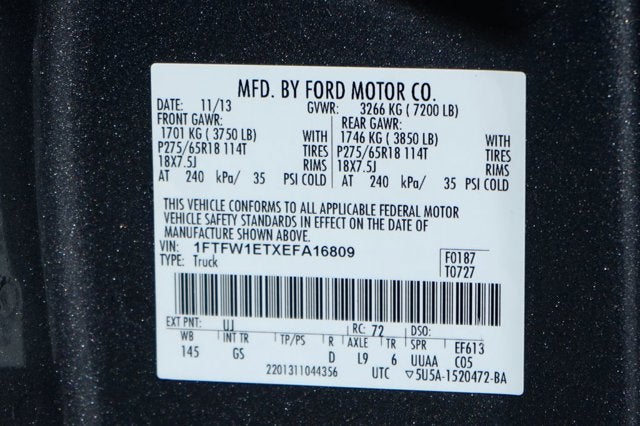 MFD. BY FORD MOTOR CO.
DATE: 11/13 GVWR: 3266 KG ( 7200 LB)
FRONT GAWR: REAR GAWR:
1701 KG ( 3750 LB) WITH 1746 KG ( 3850 LB) WITH
P275/65R18 114T TIRES P275/65R18 114T TIRES
18X7.5J RIMS 18X7.5J RIMS
AT 240 kPa/ 35 PSI COLD AT 240 kPa/ 35 PSI COLD
THIS VEHICLE CONFORMS TO ALL APPLICABLE FEDERAL MOTOR
VEHICLE SAFETY STANDARDS IN EFFECT ON THE DATE OF
MANUFACTURE SHOWN ABOVE.
VIN: 1FTFW1ETXEFA16809 F0187
TYPE: Truck T0727
EXT PNT: UJ RC: 72 DSO:
WB INT TR TP/PS R AXLE TR SPR EF613
145 GS D L9 6 UUAA C05
2201311044356 UTC ▽5U5A-1520472-BA